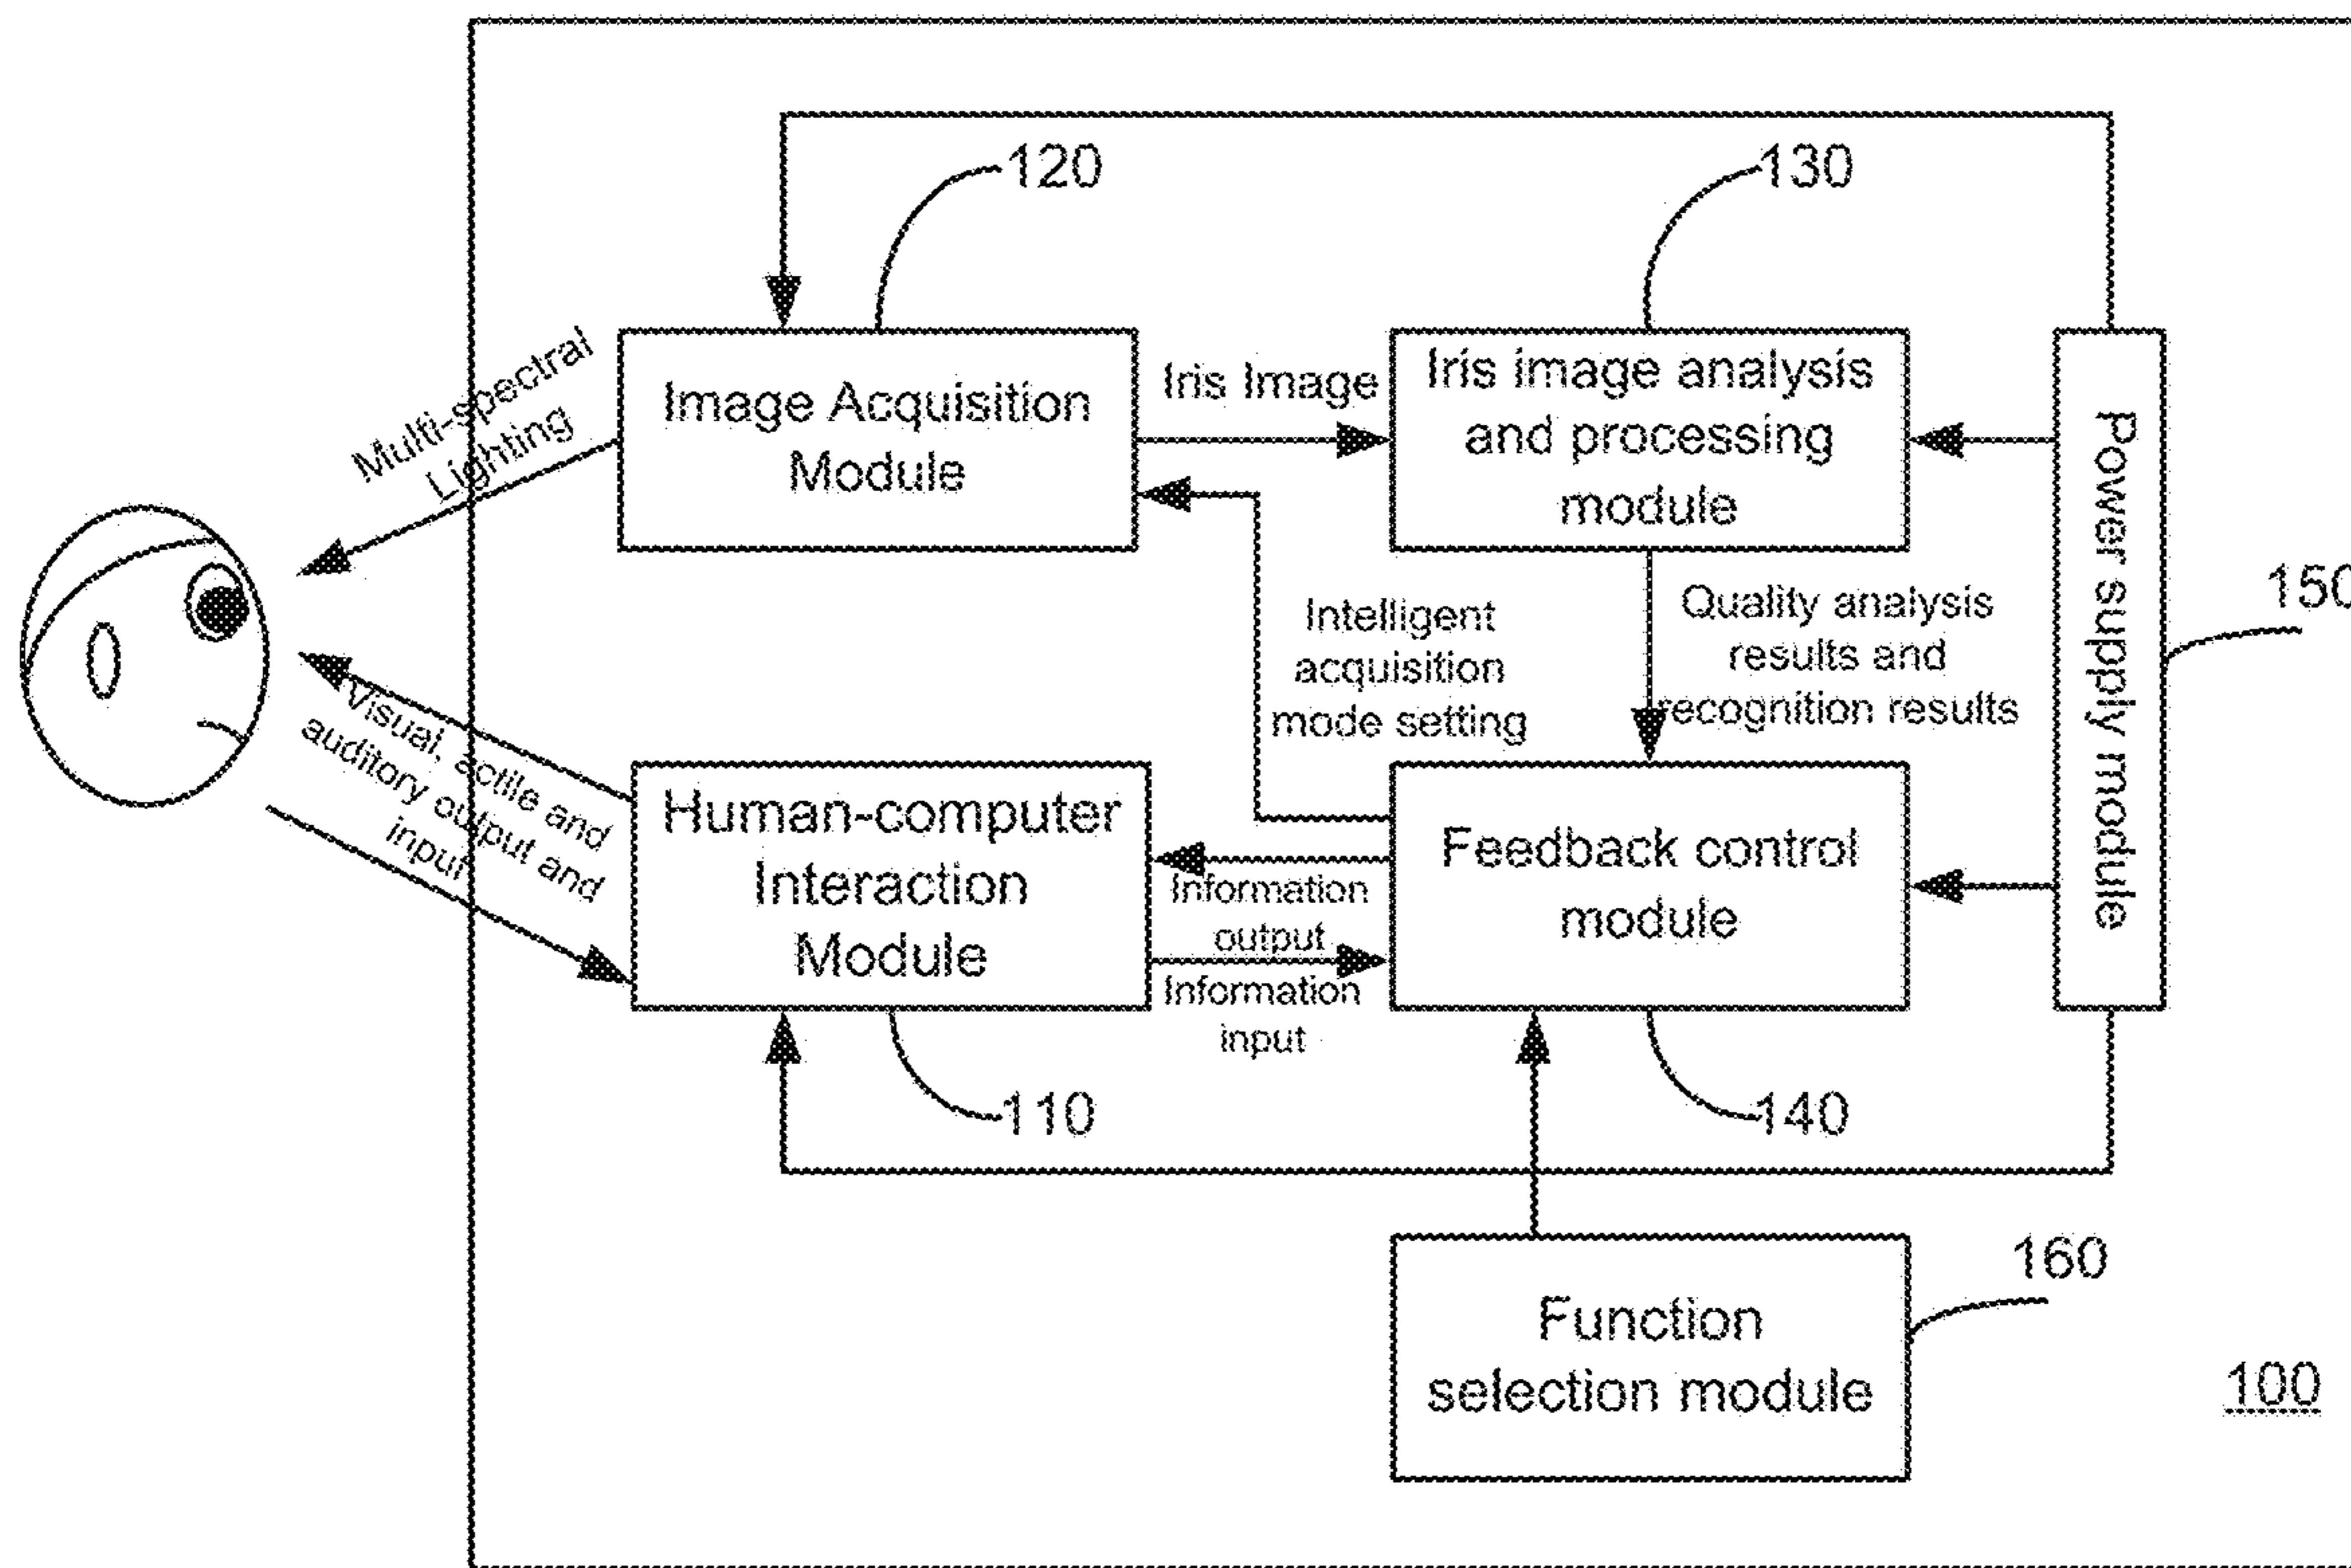 120
130
Multi-spectral
Lighting
Image Acquisition
Module
Iris Image
Iris image analysis
and processing
module
Power supply module
150
Intelligent
acquisition
mode setting
Quality analysis
results and
recognition results
Visual, actile and
auditory output and
input
Human-computer
Interaction
Module
Information
output
Information
input
Feedback control
module
110
140
160
Function
selection module
100